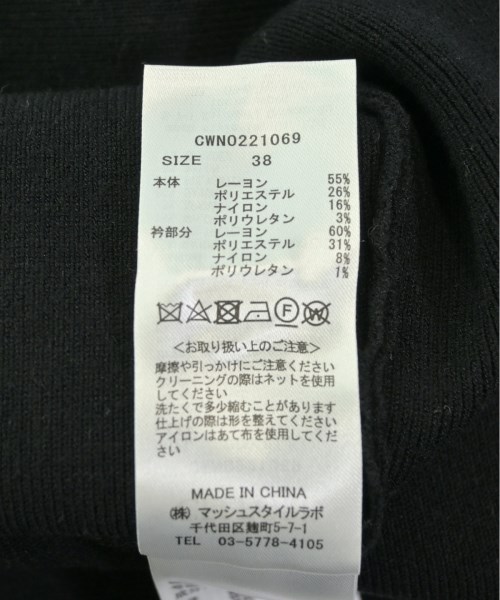 CWNO221069
SIZE 38
本体 レーヨン 55%
ポリエステル 26%
ナイロン 16%
ポリウレタン 3%
衿部分 レーヨン 60%
ポリエステル 31%
ナイロン 8%
ポリウレタン 1%
F W
<お取り扱い上のご注意>
摩擦や引っかけにご注意ください
クリーニングの際はネットを使用
してください
洗たくで多少縮むことがあります
仕上げの際は形を整えてください
アイロンはあて布を使用してくだ
さい
MADE IN CHINA
(株) マッシュスタイルラボ
千代田区麹町5-7-1
TEL 03-5778-4105